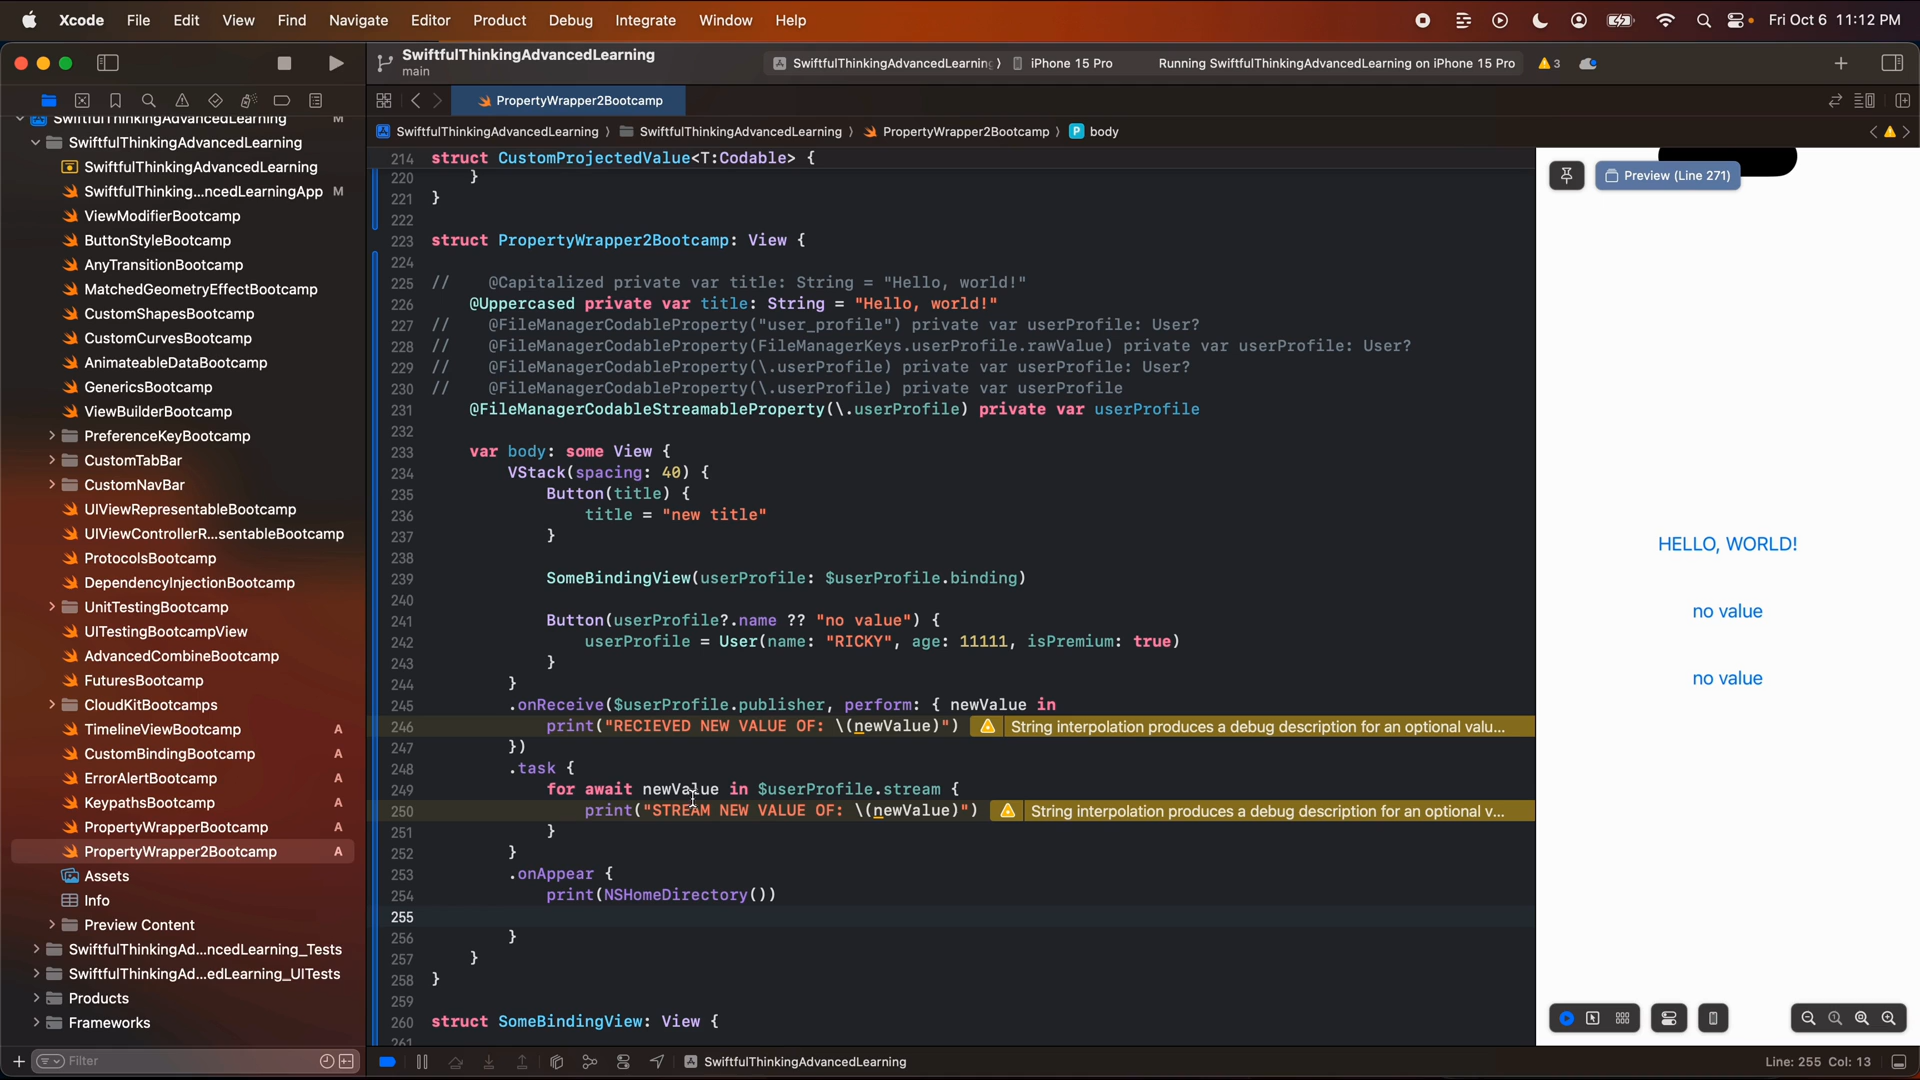 Xcode File Edit View Find Navigate Editor Product Debug Integrate Window Help Fri Oct 6 11:12 PM
SwiftfulThinkingAdvancedLearning
main
SwiftfulThinkingAdvancedLearning iPhone 15 Pro Running SwiftfulThinkingAdvancedLearning on iPhone 15 Pro 3
PropertyWrapper2Bootcamp
SwiftfulThinkingAdvancedLearning SwiftfulThinkingAdvancedLearning PropertyWrapper2Bootcamp P body
SwiftfulThinkingAdvancedLearning M
SwiftfulThinkingAdvancedLearning
SwiftfulThinkingAdvancedLearning
SwiftfulThinking...ncedLearningApp M
ViewModifierBootcamp
ButtonStyleBootcamp
AnyTransitionBootcamp
MatchedGeometryEffectBootcamp
CustomShapesBootcamp
CustomCurvesBootcamp
AnimateableDataBootcamp
GenericsBootcamp
ViewBuilderBootcamp
PreferenceKeyBootcamp
CustomTabBar
CustomNavBar
UIViewRepresentableBootcamp
UIViewControllerR...sentableBootcamp
ProtocolsBootcamp
DependencyInjectionBootcamp
UnitTestingBootcamp
UITestingBootcampView
AdvancedCombineBootcamp
FuturesBootcamp
CloudKitBootcamps
TimelineViewBootcamp A
CustomBindingBootcamp A
ErrorAlertBootcamp A
KeypathsBootcamp A
PropertyWrapperBootcamp A
PropertyWrapper2Bootcamp A
Assets
Info
Preview Content
SwiftfulThinkingAd...ncedLearning_Tests
SwiftfulThinkingAd...edLearning_UITests
Products
Frameworks
Filter
214 struct CustomProjectedValue<T:Codable> {
220 }
221 }
222
223 struct PropertyWrapper2Bootcamp: View {
224
225 // @Capitalized private var title: String = "Hello, world!"
226 @Uppercased private var title: String = "Hello, world!"
227 // @FileManagerCodableProperty("user_profile") private var userProfile: User?
228 // @FileManagerCodableProperty(FileManagerKeys.userProfile.rawValue) private var userProfile: User?
229 // @FileManagerCodableProperty(\.userProfile) private var userProfile: User?
230 // @FileManagerCodableProperty(\.userProfile) private var userProfile
231 @FileManagerCodableStreamableProperty(\.userProfile) private var userProfile
232
233 var body: some View {
234 VStack(spacing: 40) {
235 Button(title) {
236 title = "new title"
237 }
238
239 SomeBindingView(userProfile: $userProfile.binding)
240
241 Button(userProfile?.name ?? "no value") {
242 userProfile = User(name: "RICKY", age: 11111, isPremium: true)
243 }
244 }
245 .onReceive($userProfile.publisher, perform: { newValue in
246 print("RECIEVED NEW VALUE OF: \(newValue)") String interpolation produces a debug description for an optional valu...
247 })
248 .task {
249 for await newValue in $userProfile.stream {
250 print("STREAM NEW VALUE OF: \(newValue)") String interpolation produces a debug description for an optional v...
251 }
252 }
253 .onAppear {
254 print(NSHomeDirectory())
255
256 }
257 }
258 }
259
260 struct SomeBindingView: View {
261
Preview (Line 271)
HELLO, WORLD!
no value
no value
SwiftfulThinkingAdvancedLearning
Line: 255 Col: 13